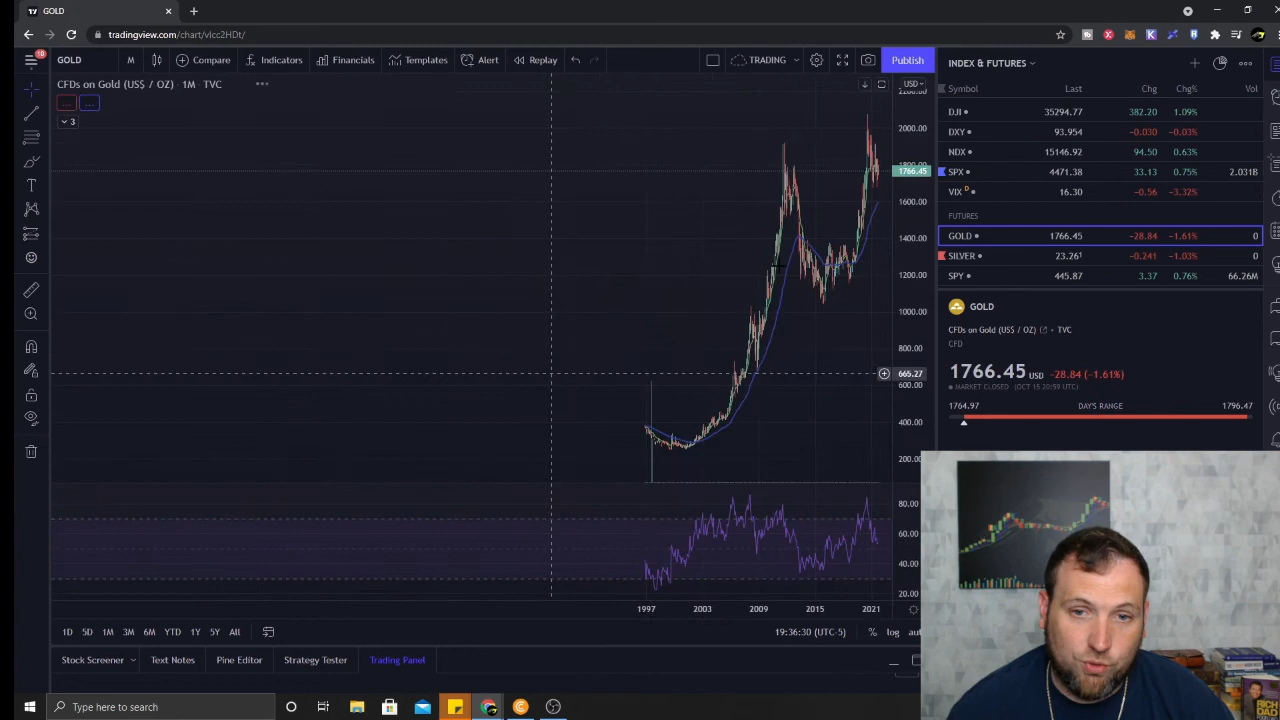 GOLD
tradingview.com/chart/vIcc2HDt/
10
GOLD M Compare Indicators Financials Templates Alert Replay TRADING Publish
CFDs on Gold (US$ / OZ) 1M TVC
3
USD
2200.00
2000.00
1800.00
1766.45
1600.00
1400.00
1200.00
1000.00
800.00
665.27
600.00
400.00
200.00
80.00
60.00
40.00
20.00
1997 2003 2009 2015 2021
1D 5D 1M 3M 6M YTD 1Y 5Y All
19:36:30 (UTC-5) % log
Stock Screener Text Notes Pine Editor Strategy Tester Trading Panel
INDEX & FUTURES
Symbol Last Chg Chg% Vol
DJI 35294.77 382.20 1.09%
DXY 93.954 −0.030 −0.03%
NDX 15146.92 94.50 0.63%
SPX 4471.38 33.13 0.75% 2.031B
VIX D 16.30 −0.56 −3.32%
FUTURES
GOLD 1766.45 −28.84 −1.61% 0
SILVER 23.261 −0.241 −1.03% 0
SPY 445.87 3.37 0.76% 66.26M
GOLD
CFDs on Gold (US$ / OZ) • TVC
CFD
1766.45 USD −28.84 (−1.61%)
MARKET CLOSED (OCT 15 20:59 UTC)
1764.97 DAY'S RANGE 1796.47
RICH
DAD
Type here to search